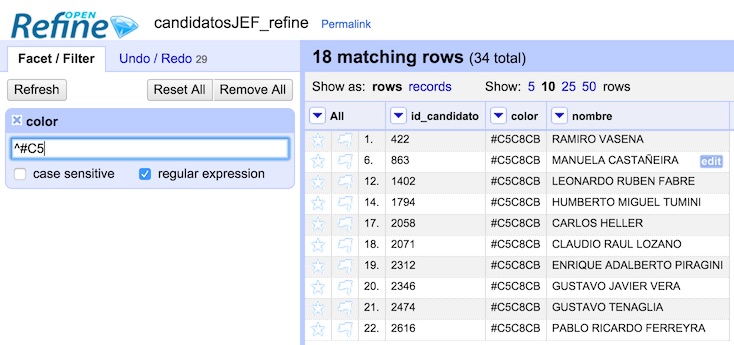 OPEN
Refine
candidatosJEF_refine Permalink
Facet / Filter Undo / Redo 29
Refresh Reset All Remove All
color
^#C5
case sensitive regular expression
18 matching rows (34 total)
Show as: rows records Show: 5 10 25 50 rows
All id_candidato color nombre
1. 422 #C5C8CB RAMIRO VASENA
6. 863 #C5C8CB MANUELA CASTAÑEIRA edit
12. 1402 #C5C8CB LEONARDO RUBEN FABRE
14. 1794 #C5C8CB HUMBERTO MIGUEL TUMINI
17. 2058 #C5C8CB CARLOS HELLER
18. 2071 #C5C8CB CLAUDIO RAUL LOZANO
19. 2312 #C5C8CB ENRIQUE ADALBERTO PIRAGINI
20. 2346 #C5C8CB GUSTAVO JAVIER VERA
21. 2474 #C5C8CB GUSTAVO TENAGLIA
22. 2616 #C5C8CB PABLO RICARDO FERREYRA